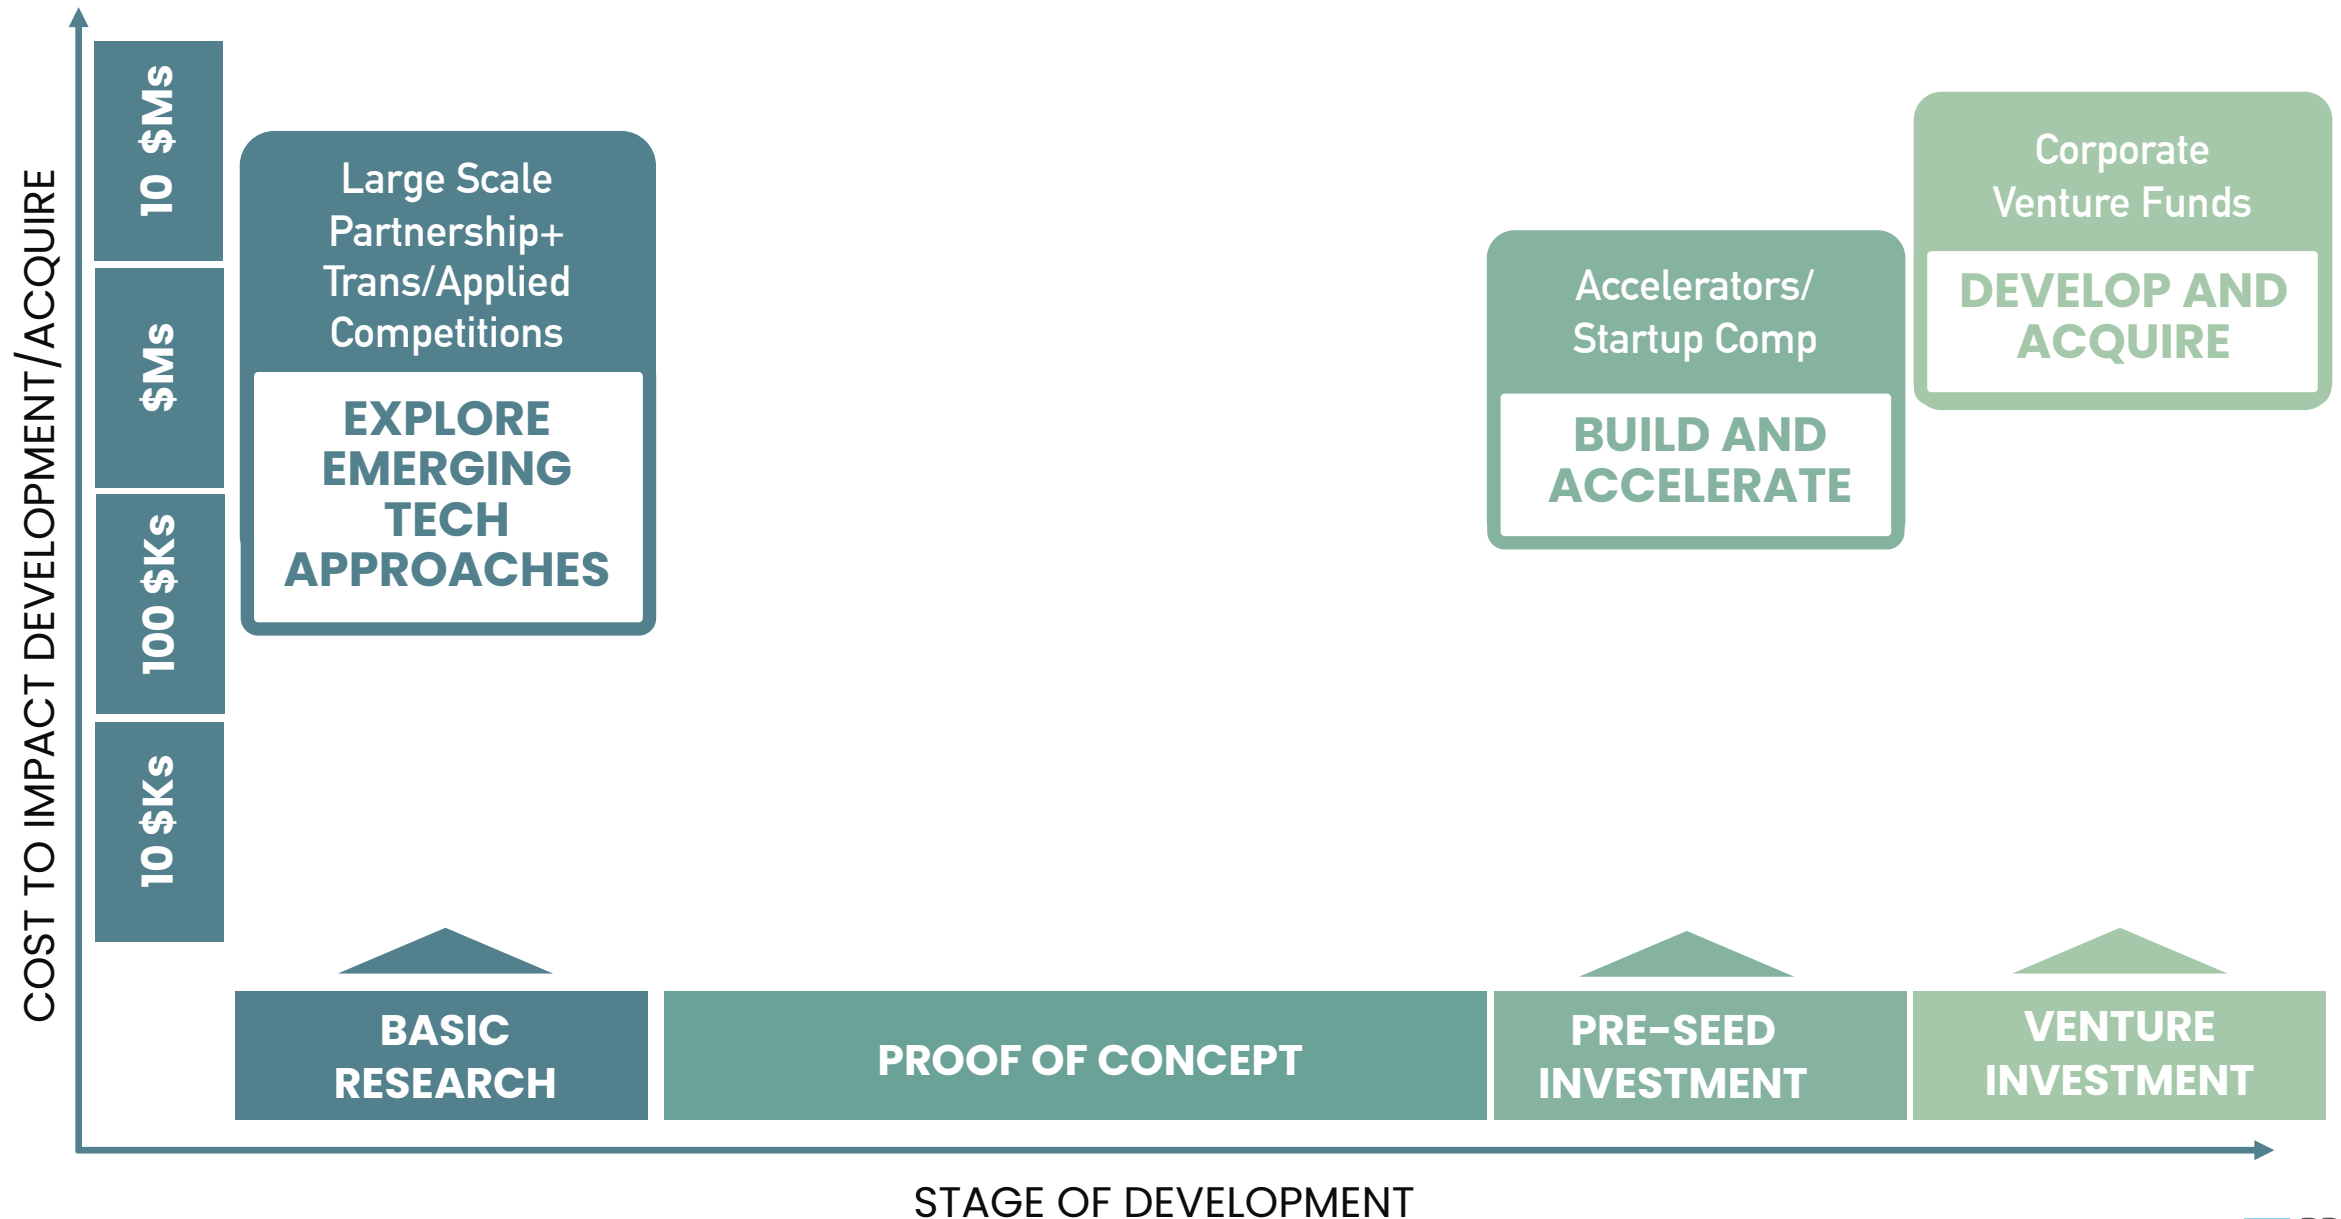 COST TO IMPACT DEVELOPMENT/ACQUIRE
10 $Ms
$Ms
100 $Ks
10 $Ks
Large Scale
Partnership+
Trans/Applied
Competitions
EXPLORE
EMERGING
TECH
APPROACHES
Accelerators/
Startup Comp
BUILD AND
ACCELERATE
Corporate
Venture Funds
DEVELOP AND
ACQUIRE
BASIC
RESEARCH
PROOF OF CONCEPT
PRE-SEED
INVESTMENT
VENTURE
INVESTMENT
STAGE OF DEVELOPMENT